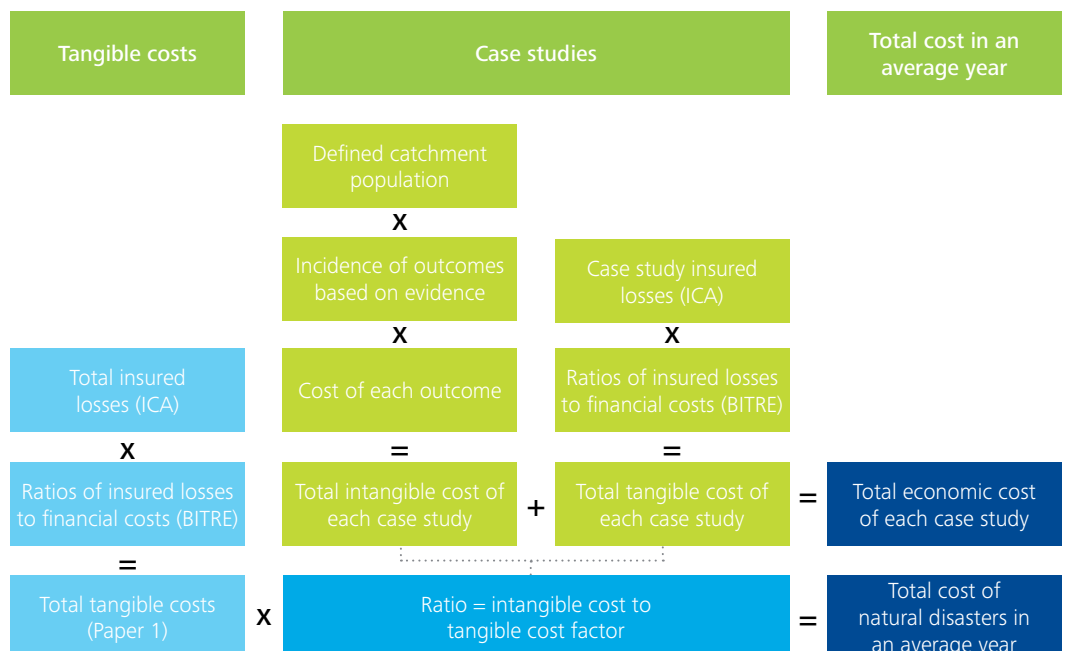 Tangible costs
Case studies
Total cost in an
average year
Defined catchment
population
x
Incidence of outcomes
based on evidence
x
Cost of each outcome
=
Total intangible cost of
each case study
+
Case study insured
losses (ICA)
x
Ratios of insured losses
to financial costs (BITRE)
=
Total tangible cost of
each case study
=
Total economic cost
of each case study
Total insured
losses (ICA)
x
Ratios of insured losses
to financial costs (BITRE)
=
Total tangible costs
(Paper 1)
x
Ratio = intangible cost to
tangible cost factor
=
Total cost of
natural disasters in
an average year